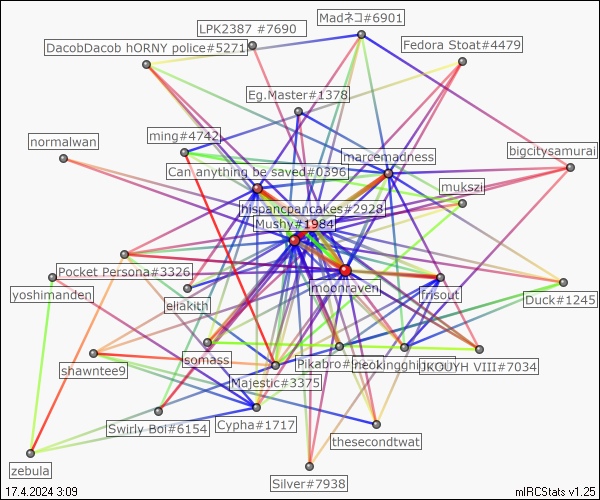 LPK2387 #7690
Madネコ#6901
DacobDacob hORNY police#5271
Fedora Stoat#4479
Eg.Master#1378
ming#4742
normalwan
marcemadness
bigcitysamurai
Can anything be saved#0396
mukszi
hispancpancakes#2928
Mushy#1984
Pocket Persona#3326
moonraven
frisout
yoshimanden
eliakith
Duck#1245
somass
Pikabro#
JKOUYH VIII#7034
shawntee9
Majestic#3375
Swirly Boi#6154
Cypha#1717
thesecondtwat
zebula
Silver#7938
17.4.2024 3:09
mIRCStats v1.25